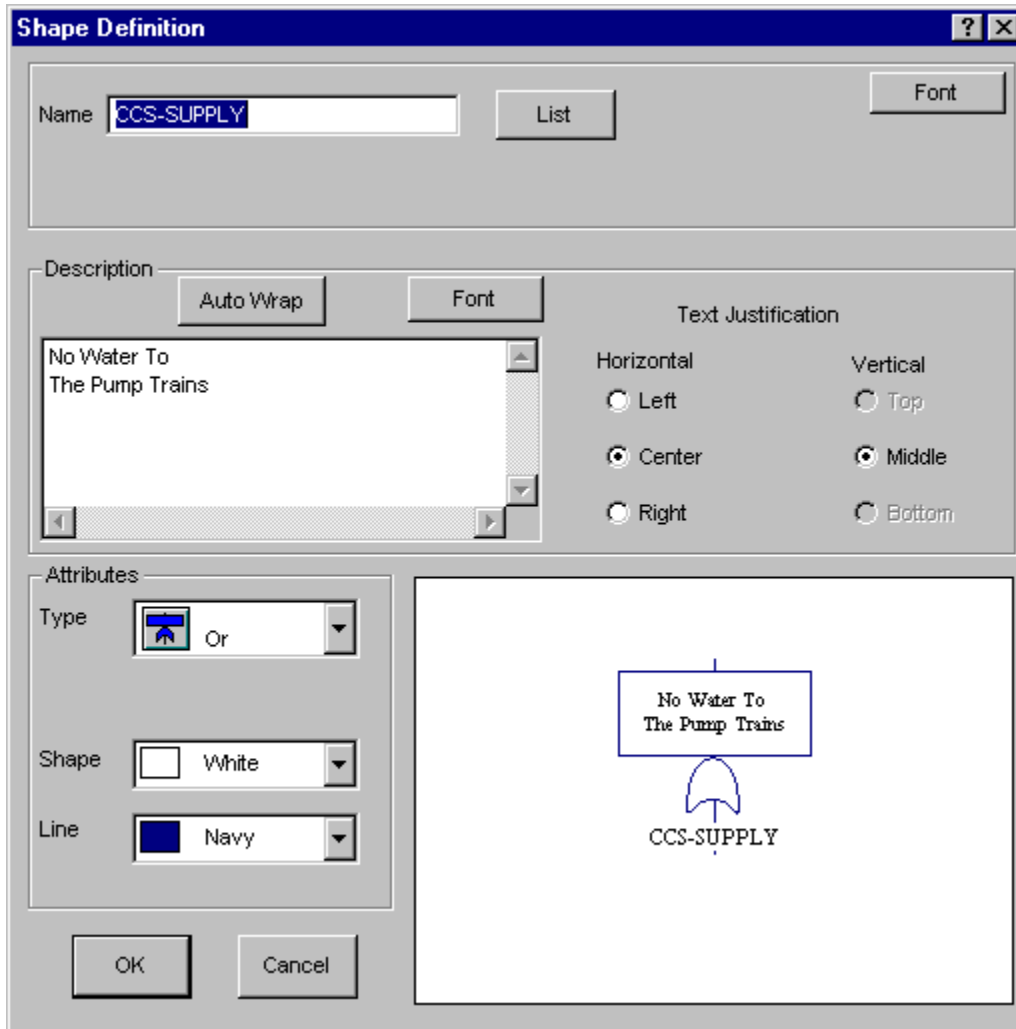 Shape Definition
Name CCS-SUPPLY List Font
Description
Auto Wrap Font Text Justification
No Water To
The Pump Trains
Horizontal Vertical
Left Top
Center Middle
Right Bottom
Attributes
Type Or
Shape White
Line Navy
No Water To
The Pump Trains
CCS-SUPPLY
OK Cancel